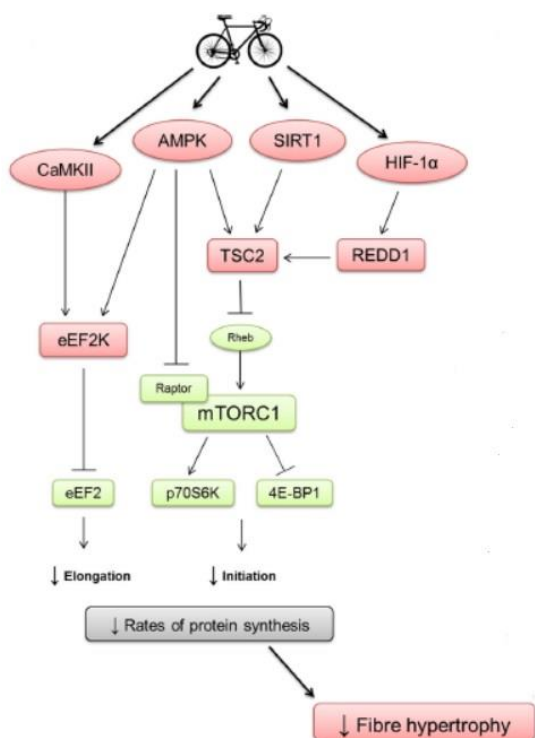 CaMKII
AMPK
SIRT1
HIF-1α
TSC2
REDD1
eEF2K
Rheb
Raptor
mTORC1
eEF2
p70S6K
4E-BP1
↓ Elongation
↓ Initiation
↓ Rates of protein synthesis
↓ Fibre hypertrophy